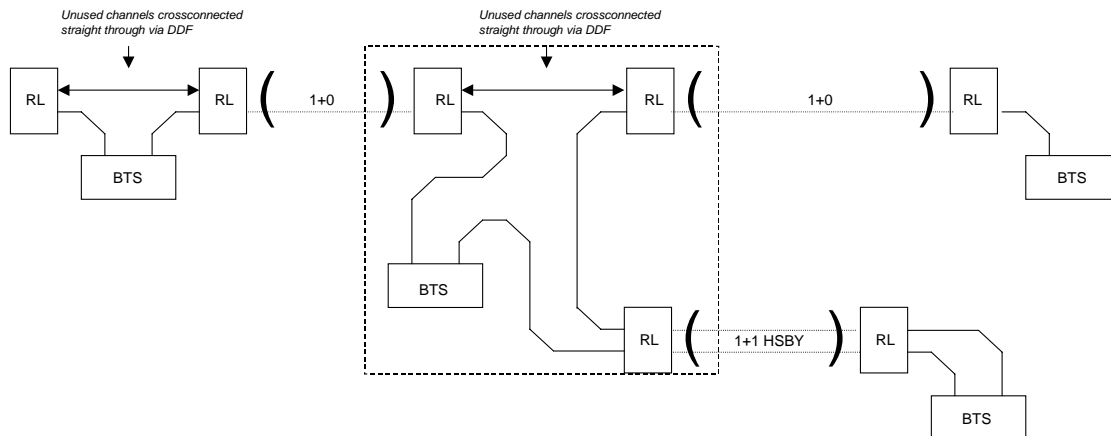 Unused channels crossconnected
straight through via DDF
Unused channels crossconnected
straight through via DDF
RL
RL
( 1+0 )
RL
RL
( 1+0 )
RL
BTS
BTS
BTS
RL
( 1+1 HSBY )
RL
BTS